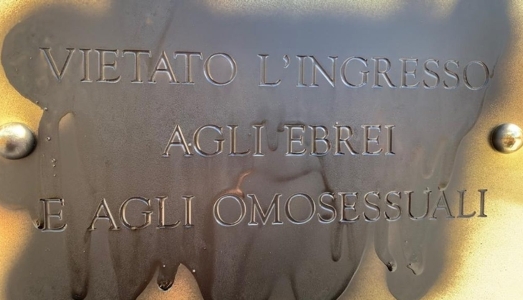 VIETATO L'INGRESSO
AGLI EBREI
E AGLI OMOSESSUALI